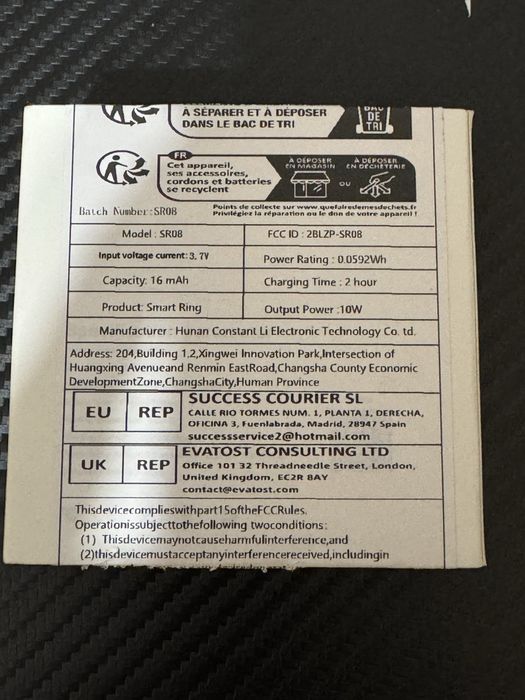 À SÉPARER ET À DÉPOSER
DANS LE BAC DE TRI
BAC
DE
TRI
FR
Cet appareil,
ses accessoires,
cordons et batteries
se recyclent
À DÉPOSER
EN MAGASIN
OU
À DÉPOSER
EN DÉCHÈTERIE
Points de collecte sur www.quefairedemesdechets.fr
Privilégiez la réparation ou le don de votre appareil !
Batch Number:SR08
Model : SR08
FCC ID : 2BLZP-SR08
Input voltage current: 3.7V
Power Rating : 0.0592Wh
Capacity: 16 mAh
Charging Time : 2 hour
Product: Smart Ring
Output Power :10W
Manufacturer : Hunan Constant Li Electronic Technology Co. td.
Address: 204,Building 1,2,Xingwei Innovation Park,Intersection of
Huangxing Avenueand Renmin EastRoad,Changsha County Economic
DevelopmentZone,ChangshaCity,Human Province
EU REP
SUCCESS COURIER SL
CALLE RIO TORMES NUM. 1, PLANTA 1, DERECHA,
OFICINA 3, Fuenlabrada, Madrid, 28947 Spain
successservice2@hotmail.com
UK REP
EVATOST CONSULTING LTD
Office 101 32 Threadneedle Street, London,
United Kingdom, EC2R 8AY
contact@evatost.com
Thisdevicecomplieswithpart15oftheFCCRules.
Operationissubjecttothefollowing twoconditions:
(1) Thisdevicemaynotcauseharmfulinterference,and
(2)thisdevicemustacceptanyinterferencereceived,includingin